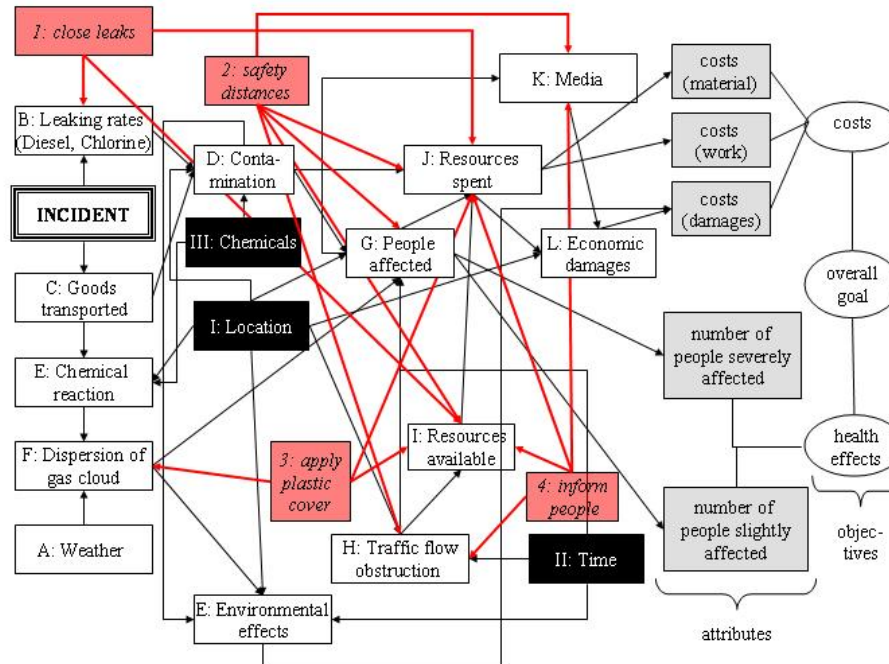 1: close leaks
2: safety
distances
K: Media
costs
(material)
costs
B: Leaking rates
(Diesel, Chlorine)
D: Conta-
mination
J: Resources
spent
costs
(work)
INCIDENT
III: Chemicals
G: People
affected
L: Economic
damages
costs
(damages)
C: Goods
transported
I: Location
overall
goal
E: Chemical
reaction
number of
people severely
affected
F: Dispersion of
gas cloud
3: apply
plastic
cover
I: Resources
available
4: inform
people
health
effects
A: Weather
H: Traffic flow
obstruction
II: Time
number of
people slightly
affected
objec-
tives
E: Environmental
effects
attributes